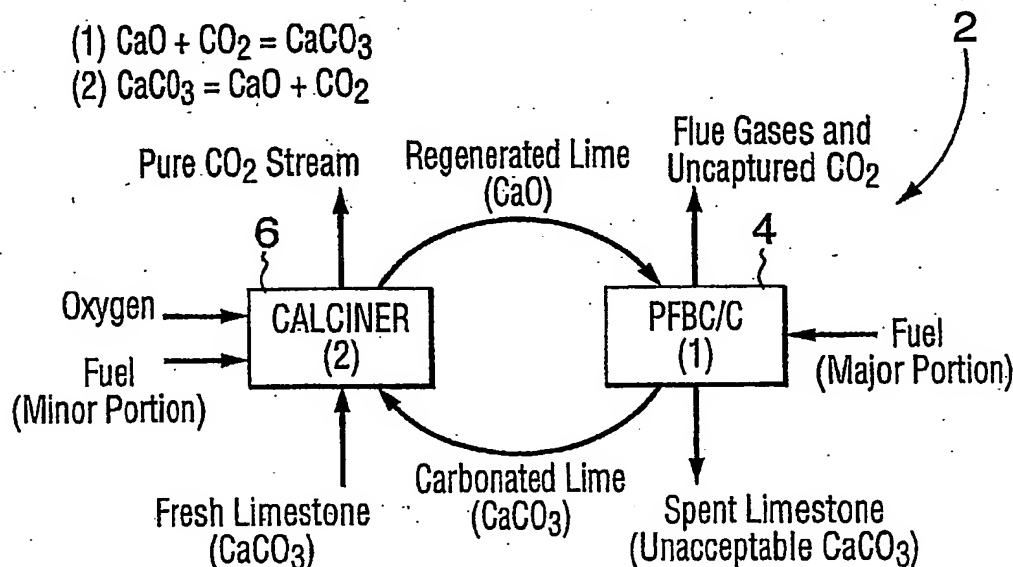 (1) CaO + CO2 = CaCO3
(2) CaCO3 = CaO + CO2
2
Pure CO2 Stream
Regenerated Lime
(CaO)
Flue Gases and
Uncaptured CO2
6
4
Oxygen
Fuel
(Minor Portion)
CALCINER
(2)
PFBC/C
(1)
Fuel
(Major Portion)
Fresh Limestone
(CaCO3)
Carbonated Lime
(CaCO3)
Spent Limestone
(Unacceptable CaCO3)